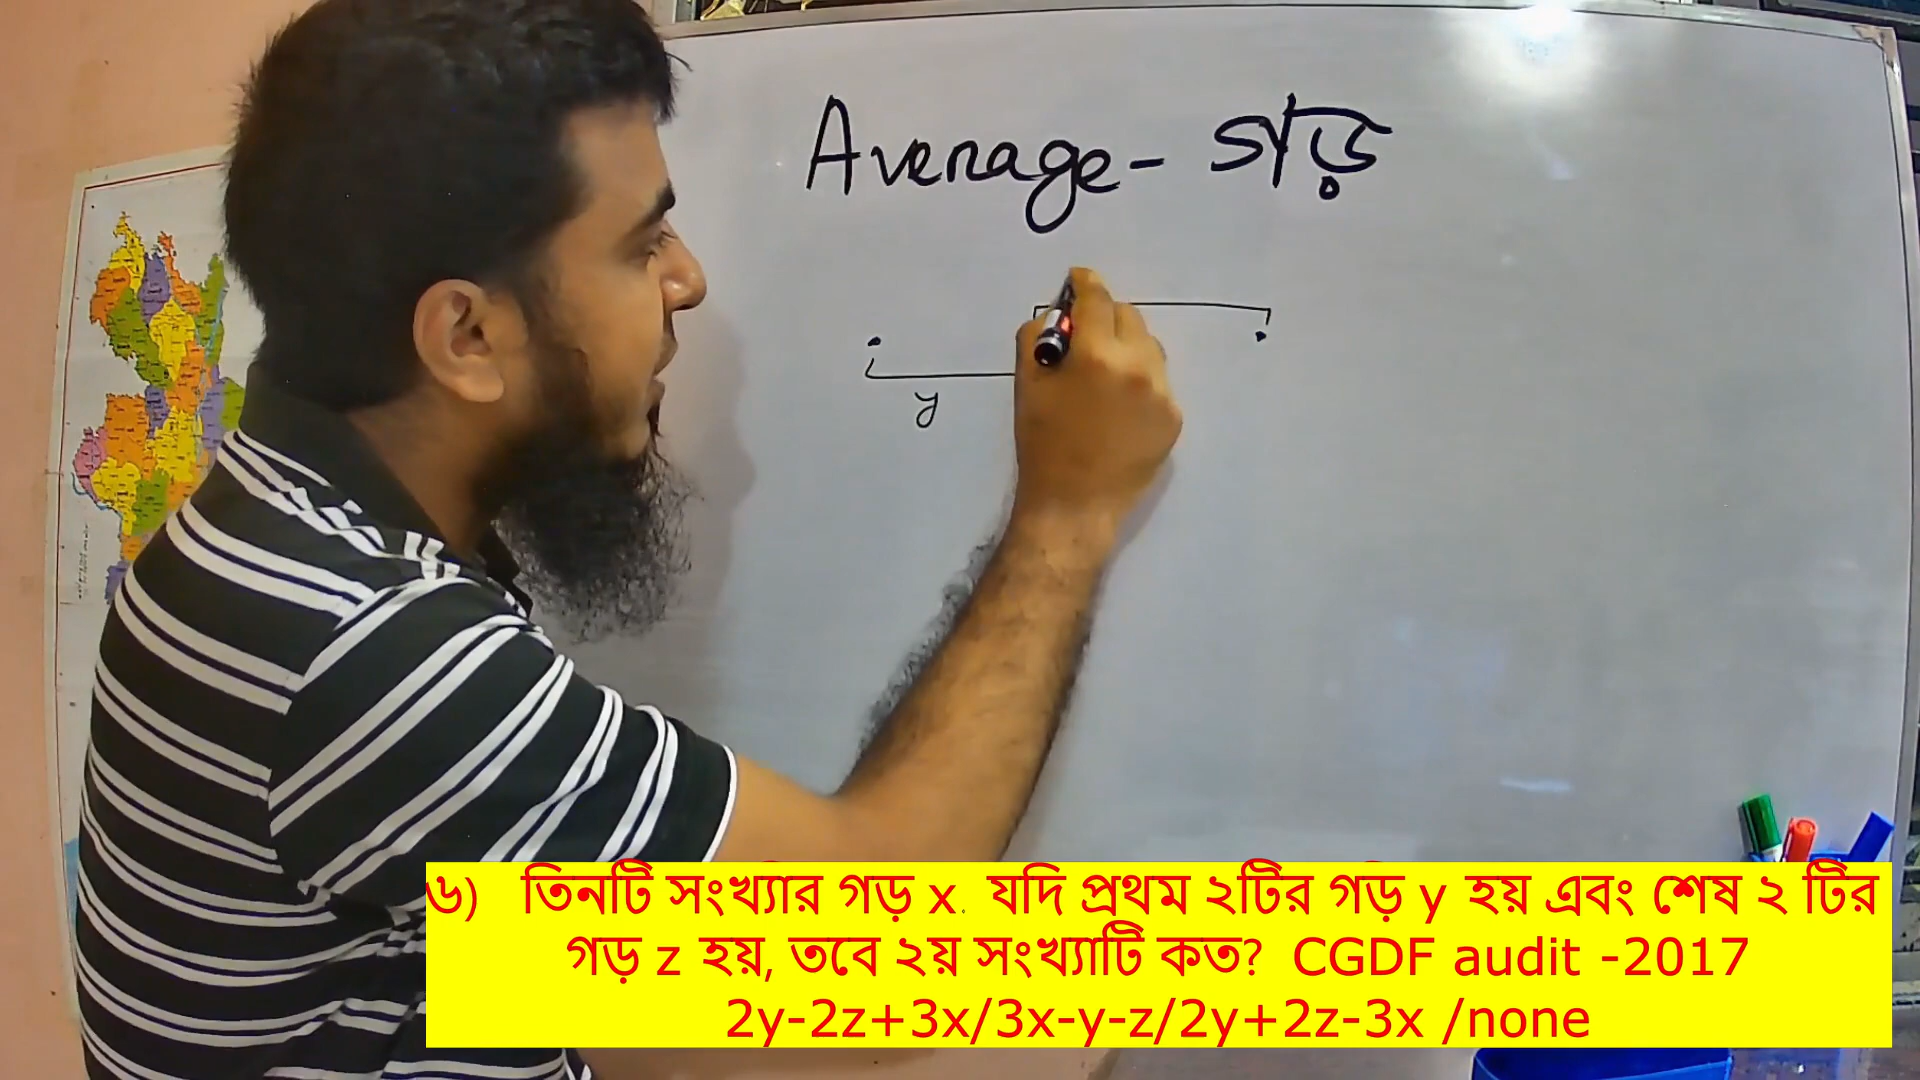 Average - গড়
y
৬) তিনটি সংখ্যার গড় x. যদি প্রথম ২টির গড় y হয় এবং শেষ ২ টির
গড় z হয়, তবে ২য় সংখ্যাটি কত? CGDF audit -2017
2y-2z+3x/3x-y-z/2y+2z-3x /none